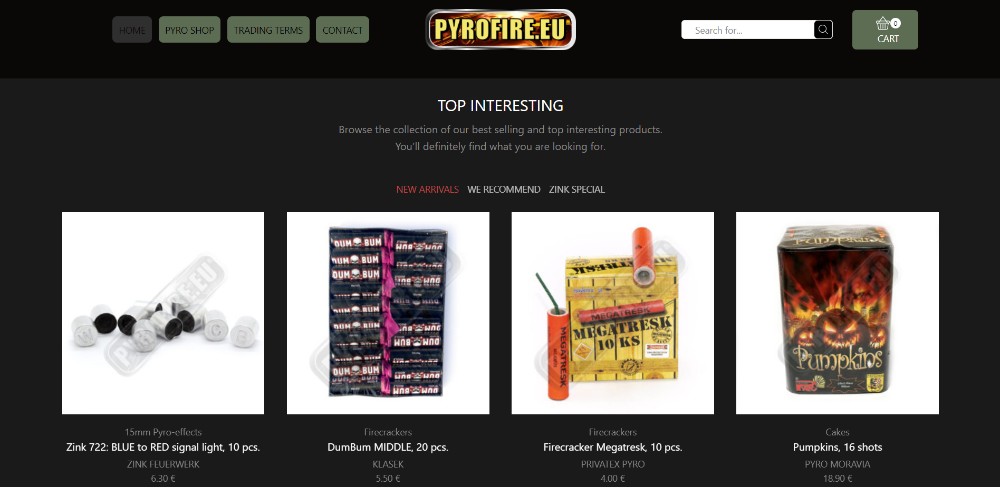 HOME
PYRO SHOP
TRADING TERMS
CONTACT
PYROFIRE.EU
Search for...
0
CART
TOP INTERESTING
Browse the collection of our best selling and top interesting products.
You'll definitely find what you are looking for.
NEW ARRIVALS
WE RECOMMEND
ZINK SPECIAL
DUM BUM
MEGATRESK
MEGATRESK
MEGATRESK
10 KS
Pumpkins
15mm Pyro-effects
Zink 722: BLUE to RED signal light, 10 pcs.
ZINK FEUERWERK
6.30 €
Firecrackers
DumBum MIDDLE, 20 pcs.
KLASEK
5.50 €
Firecrackers
Firecracker Megatresk, 10 pcs.
PRIVATEX PYRO
4.00 €
Cakes
Pumpkins, 16 shots
PYRO MORAVIA
18.90 €